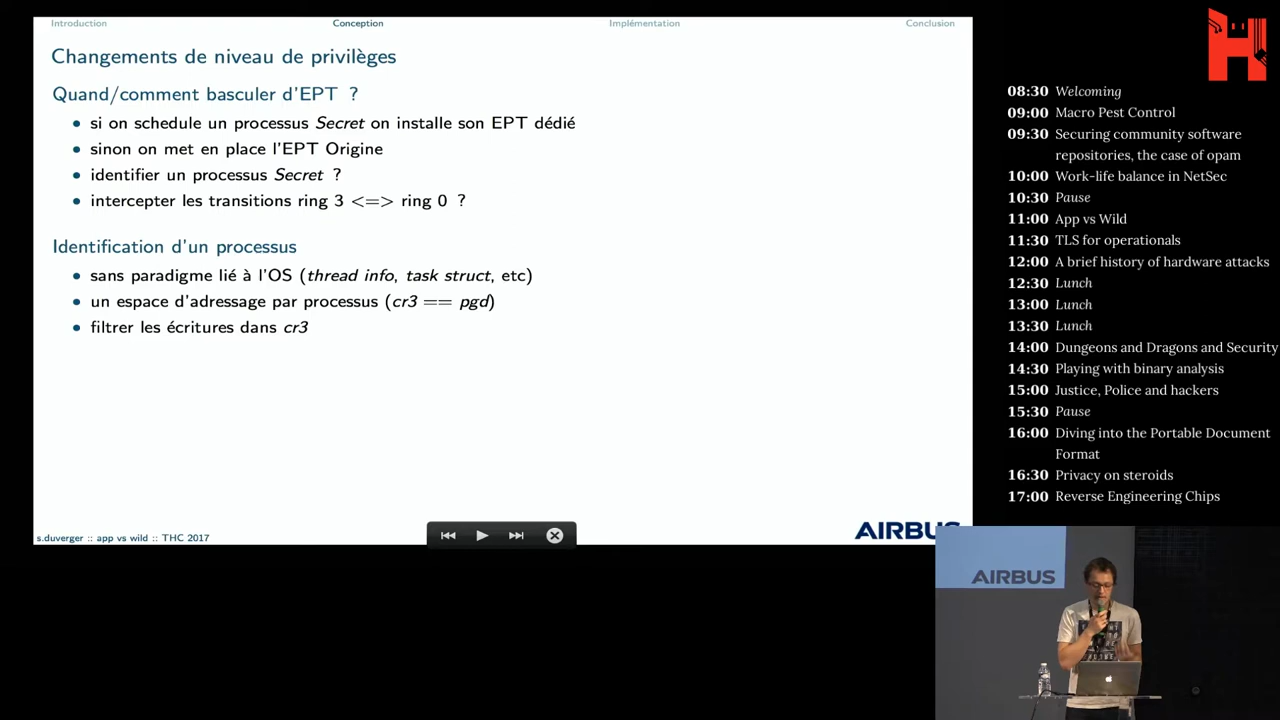 Introduction
Conception
Implémentation
Conclusion
Changements de niveau de privilèges
Quand/comment basculer d'EPT ?
si on schedule un processus Secret on installe son EPT dédié
sinon on met en place l'EPT Origine
identifier un processus Secret ?
intercepter les transitions ring 3 <=> ring 0 ?
Identification d'un processus
sans paradigme lié à l'OS (thread info, task struct, etc)
un espace d'adressage par processus (cr3 == pgd)
filtrer les écritures dans cr3
s.duverger :: app vs wild :: THC 2017
AIRBUS
08:30 Welcoming
09:00 Macro Pest Control
09:30 Securing community software
repositories, the case of opam
10:00 Work-life balance in NetSec
10:30 Pause
11:00 App vs Wild
11:30 TLS for operationals
12:00 A brief history of hardware attacks
12:30 Lunch
13:00 Lunch
13:30 Lunch
14:00 Dungeons and Dragons and Security
14:30 Playing with binary analysis
15:00 Justice, Police and hackers
15:30 Pause
16:00 Diving into the Portable Document
Format
16:30 Privacy on steroids
17:00 Reverse Engineering Chips
AIRBUS